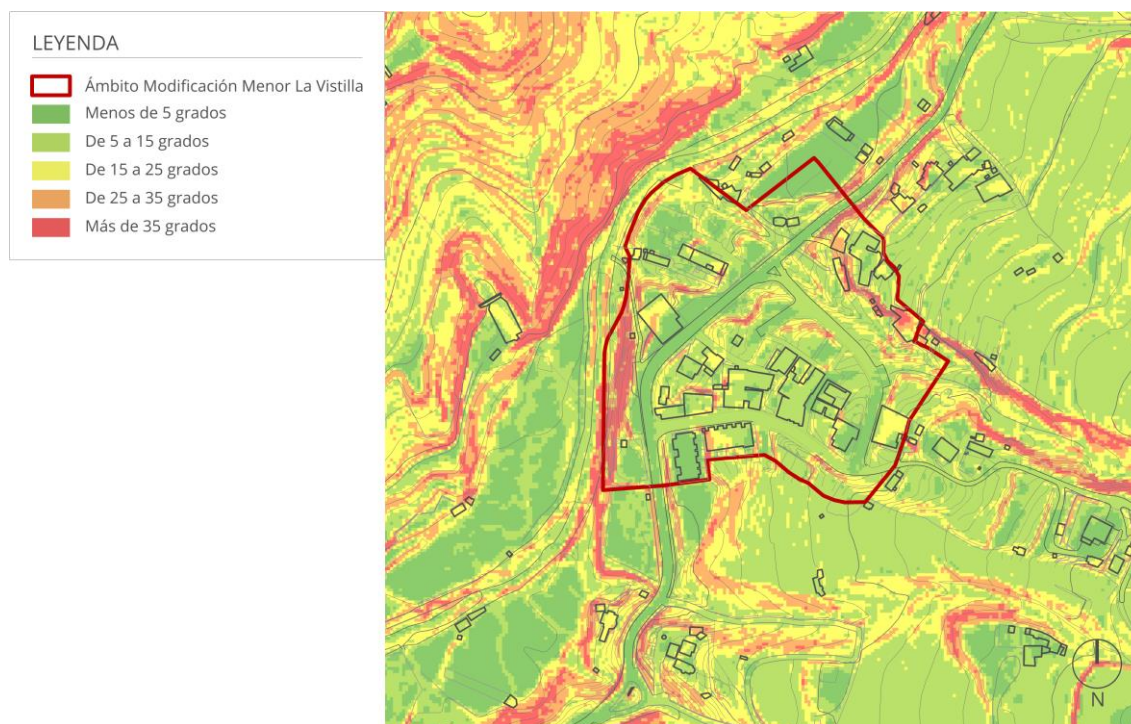 LEYENDA
Ámbito Modificación Menor La Vistilla
Menos de 5 grados
De 5 a 15 grados
De 15 a 25 grados
De 25 a 35 grados
Más de 35 grados
N